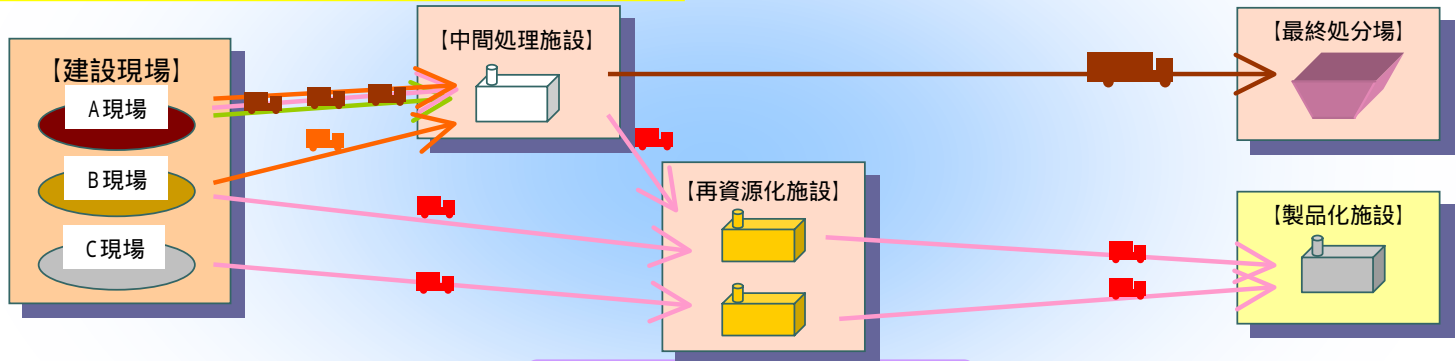 【建設現場】
A現場
B現場
C現場
【中間処理施設】
【再資源化施設】
【最終処分場】
【製品化施設】